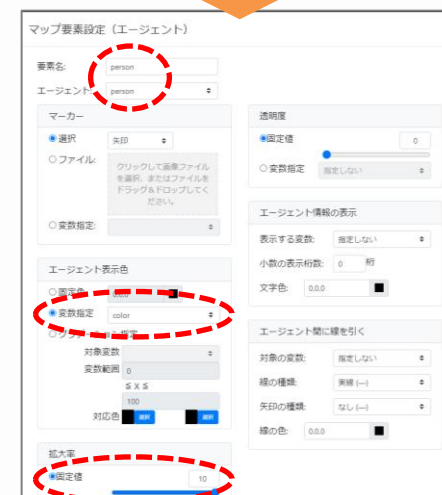 マップ要素設定（エージェント）
要素名: person
エージェント: person
マーカー
選択 矢印
ファイル: クリックして画像ファイル
を選択、またはファイルを
ドラッグ＆ドロップしてく
ださい。
変数指定:
エージェント表示色
固定色 0,0,0
変数指定 color
対象変数
変数範囲 0
≦ X ≦
100
対応色 選択 選択
拡大率
固定値 10
透明度
固定値 0
変数指定 指定しない
エージェント情報の表示
表示する変数: 指定しない
小数の表示桁数: 0 桁
文字色: 0,0,0
エージェント間に線を引く
対象の変数: 指定しない
線の種類: 実線 (—)
矢印の種類: なし (—)
線の色: 0,0,0